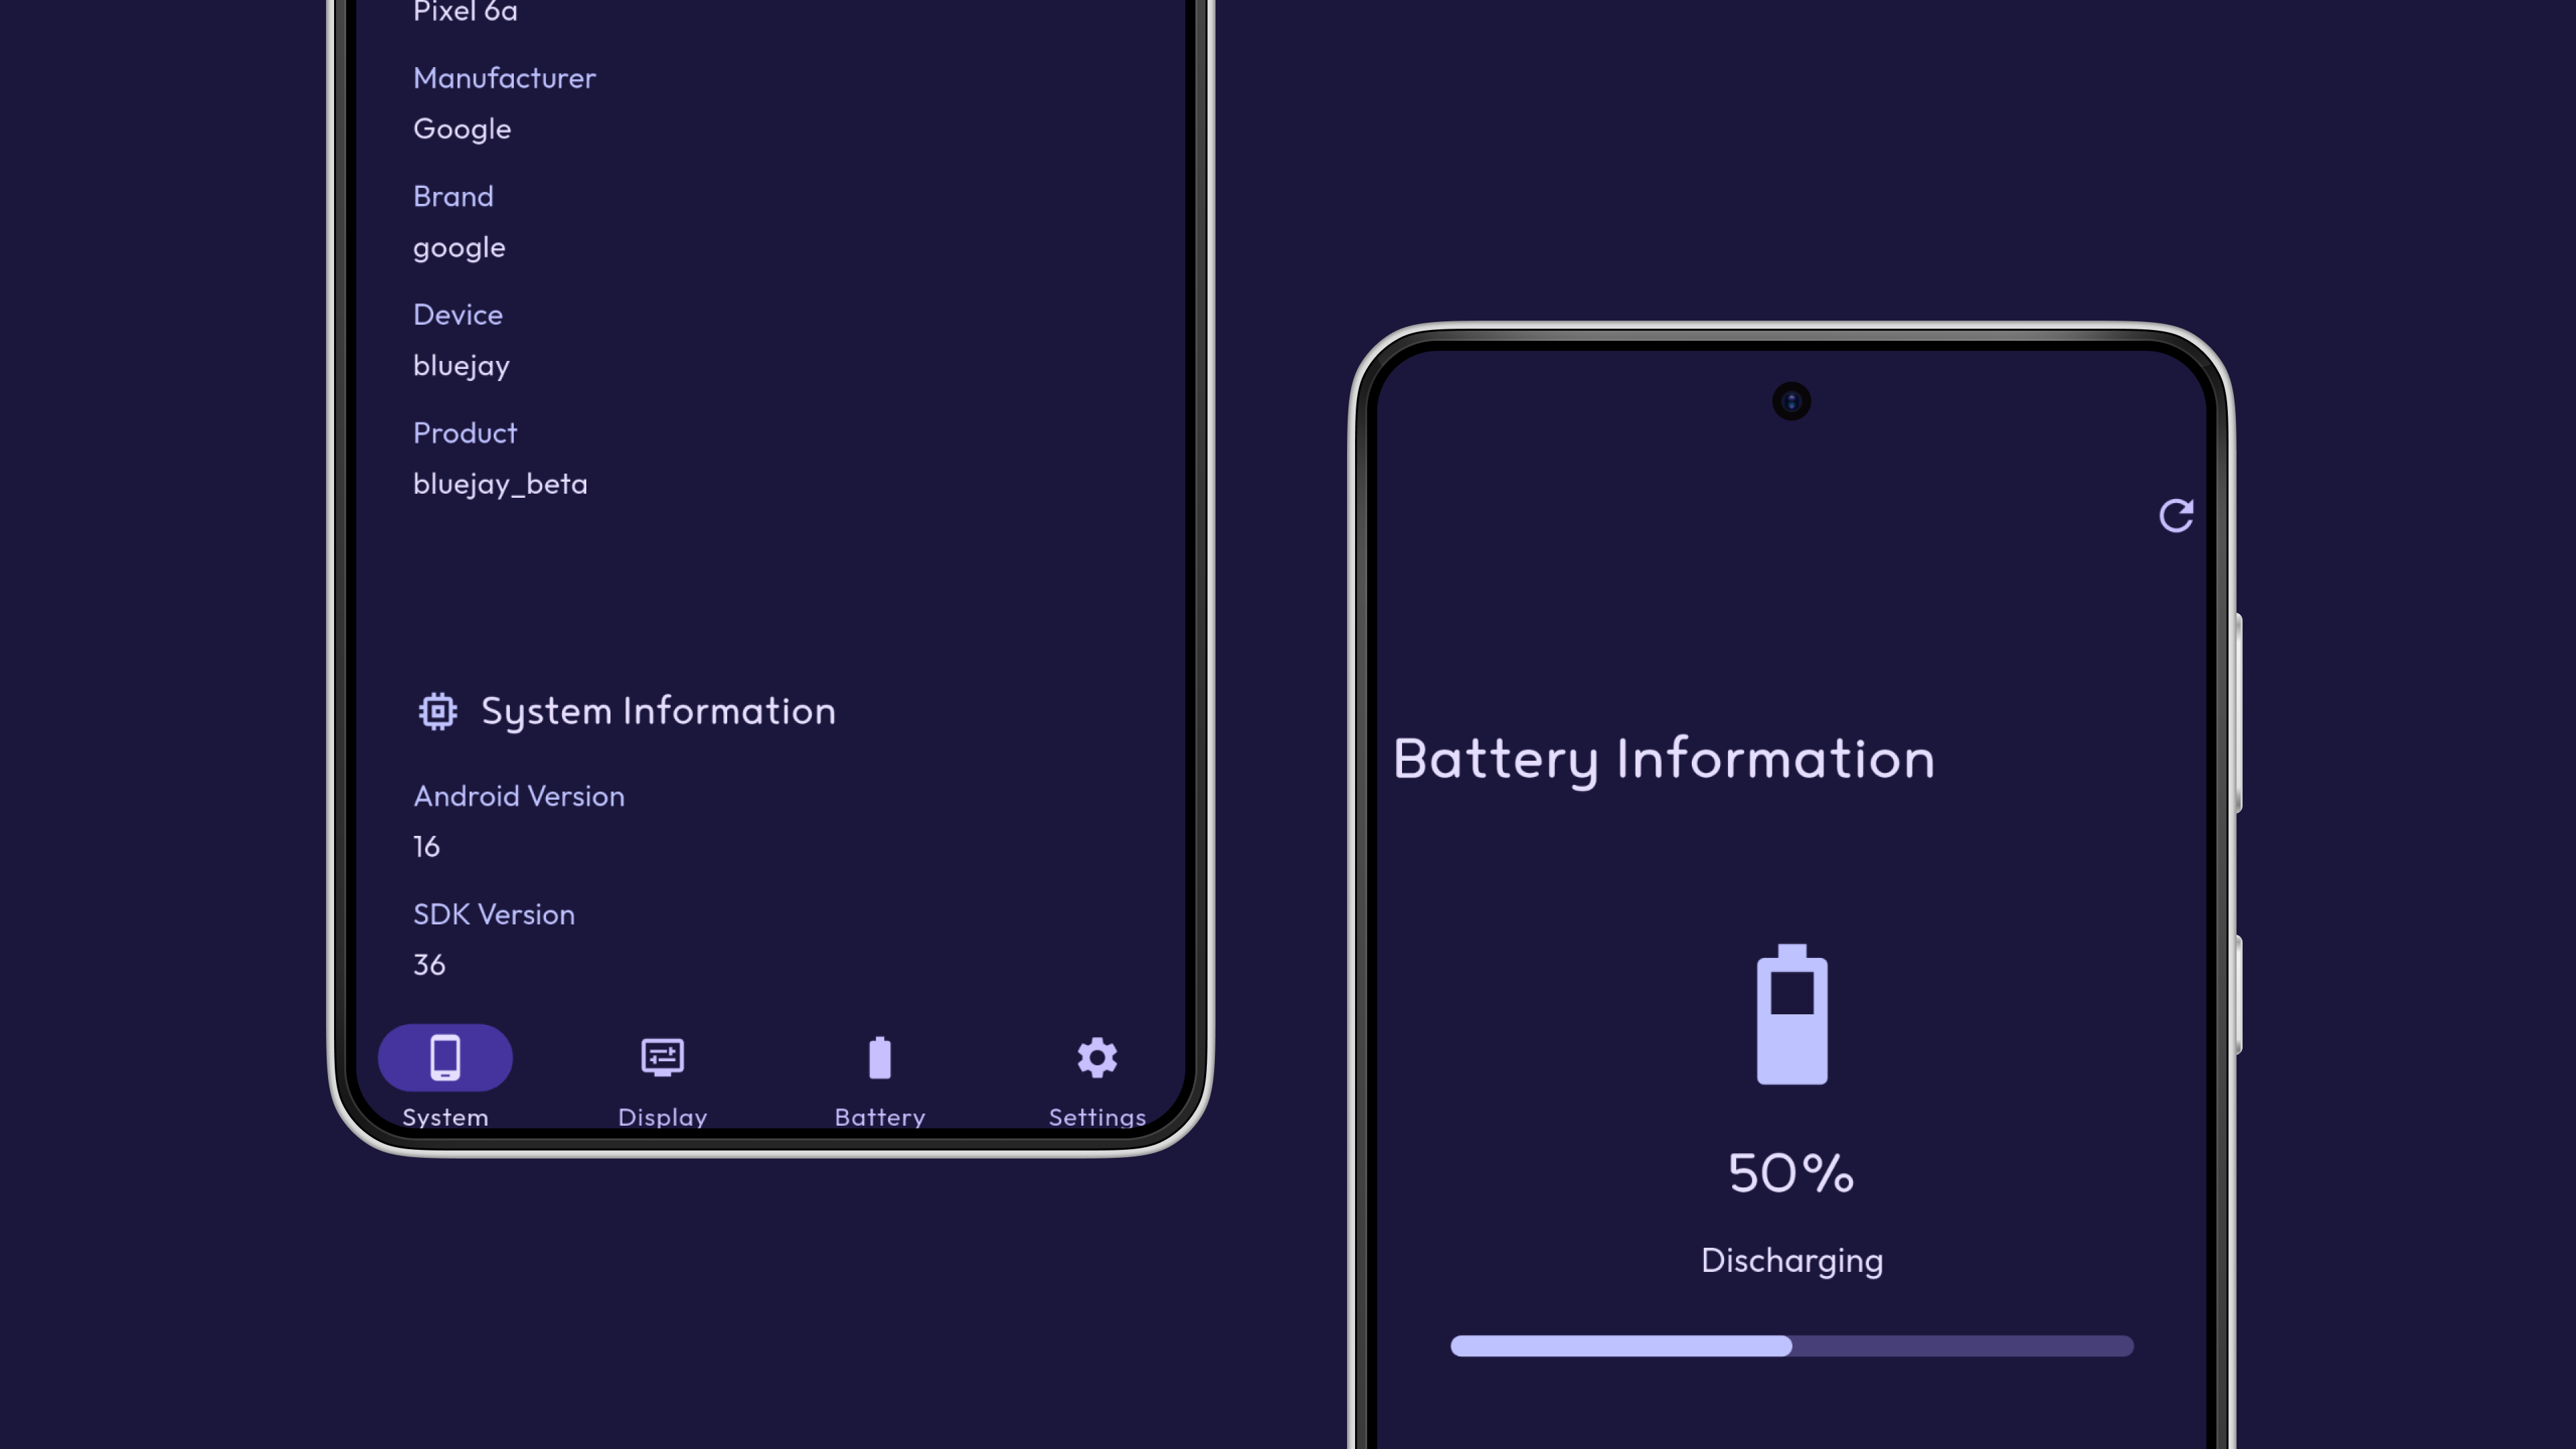 Pixel 6a
Manufacturer
Google
Brand
google
Device
bluejay
Product
bluejay_beta
System Information
Android Version
16
SDK Version
36
System
Display
Battery
Settings
Battery Information
50%
Discharging